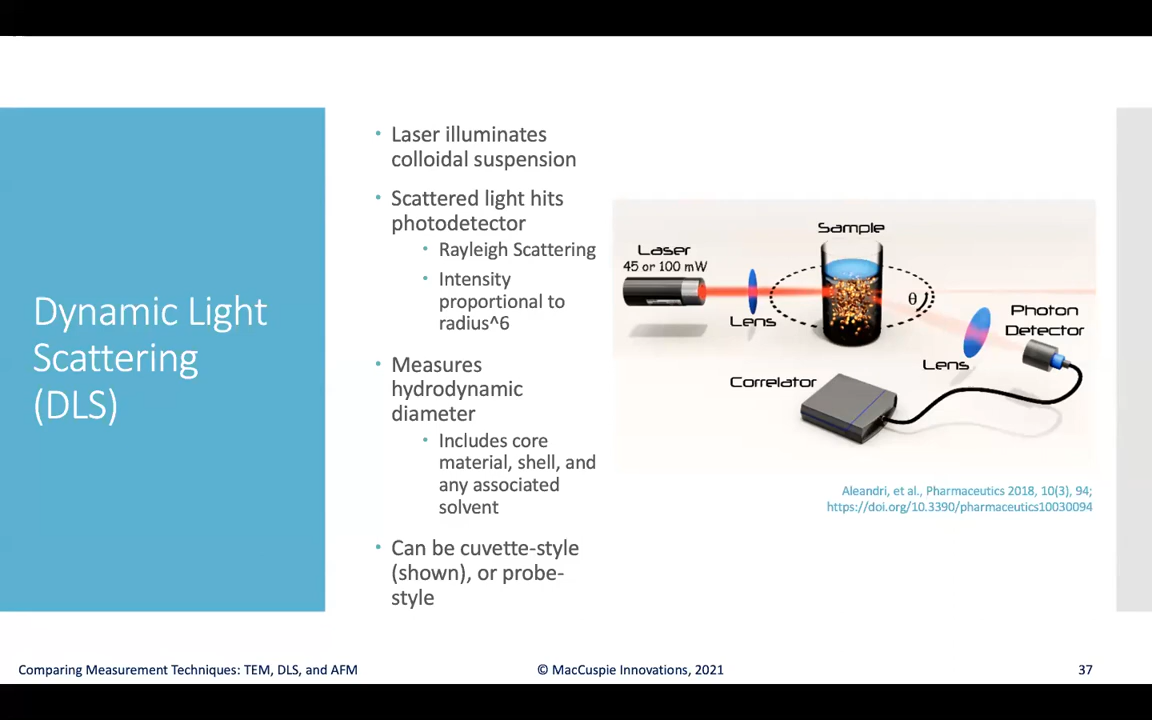 Dynamic Light
Scattering
(DLS)
• Laser illuminates
colloidal suspension
• Scattered light hits
photodetector
• Rayleigh Scattering
• Intensity
proportional to
radius^6
• Measures
hydrodynamic
diameter
• Includes core
material, shell, and
any associated
solvent
• Can be cuvette-style
(shown), or probe-
style
Sample
Laser
45 or 100 mW
Lens
θ
Photon
Detector
Lens
Correlator
Aleandri, et al., Pharmaceutics 2018, 10(3), 94;
https://doi.org/10.3390/pharmaceutics10030094
Comparing Measurement Techniques: TEM, DLS, and AFM
© MacCuspie Innovations, 2021
37